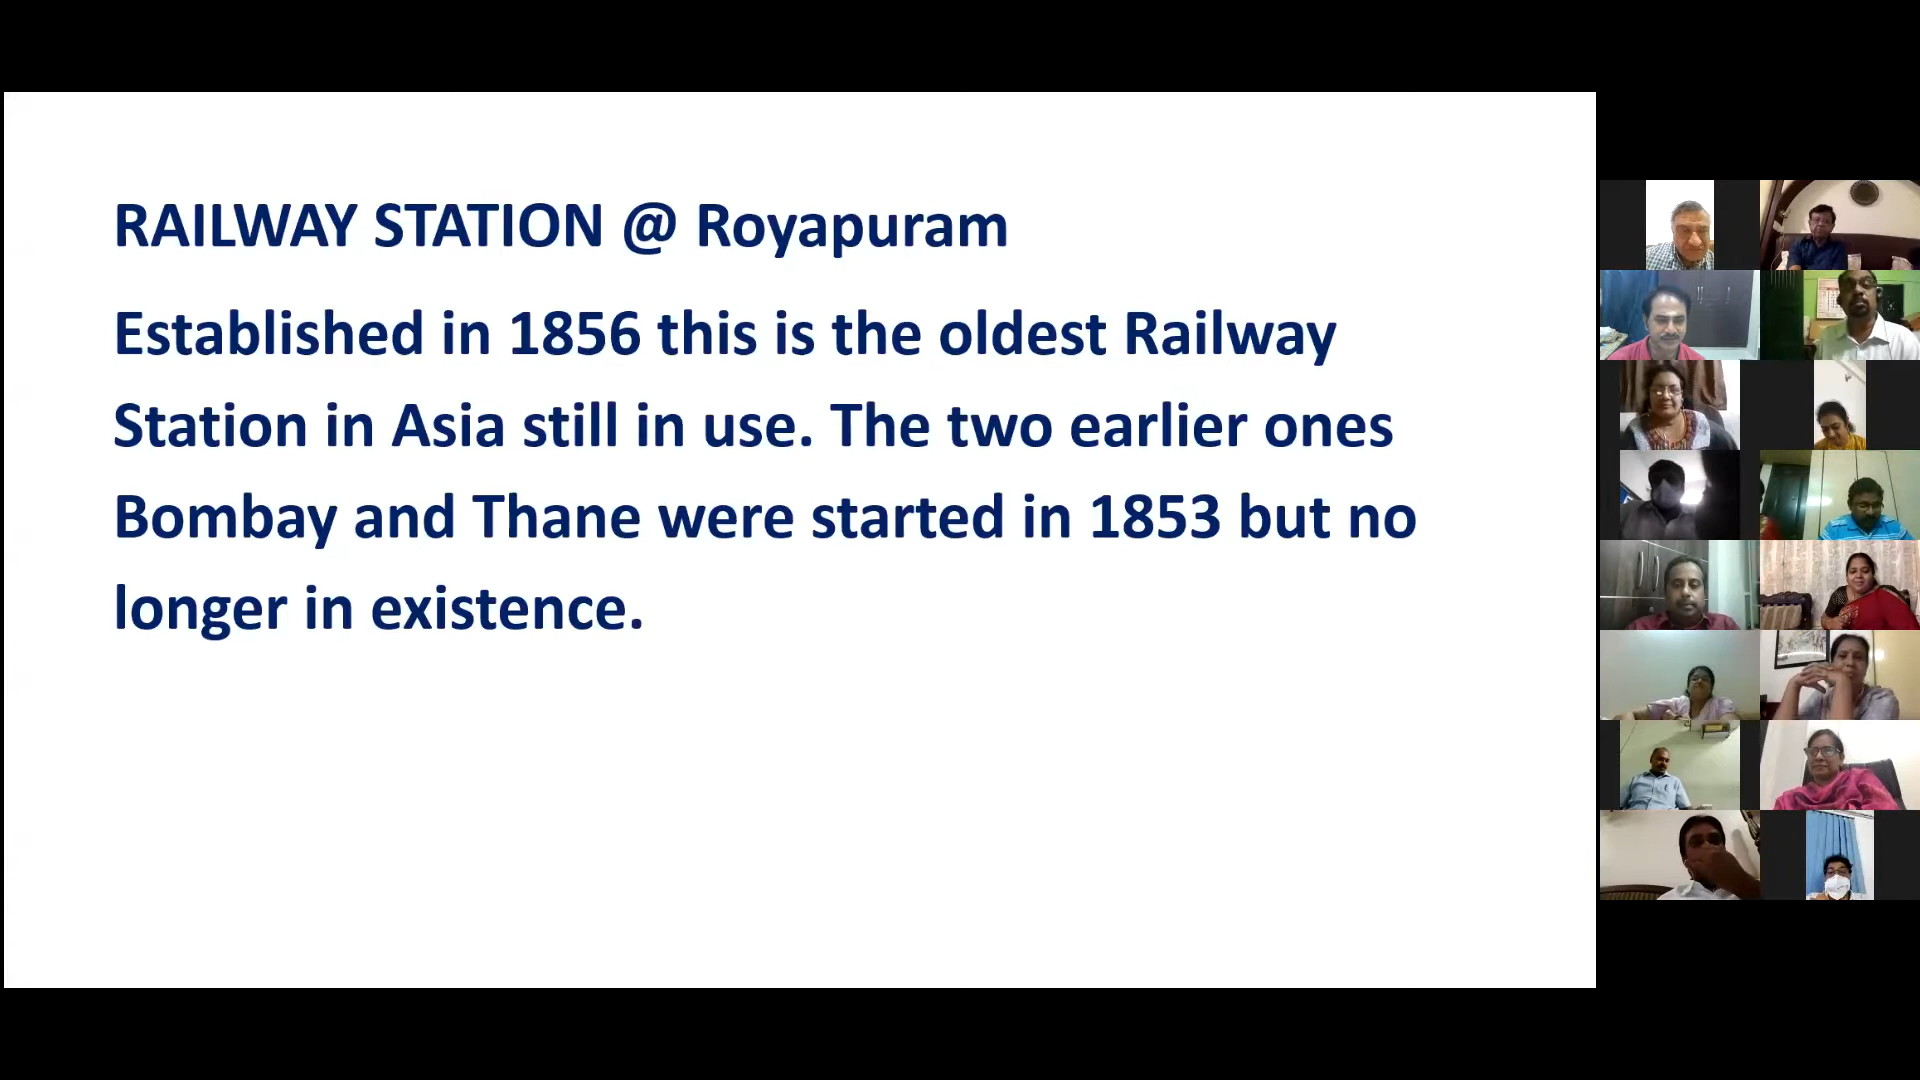 RAILWAY STATION @ Royapuram
Established in 1856 this is the oldest Railway
Station in Asia still in use. The two earlier ones
Bombay and Thane were started in 1853 but no
longer in existence.